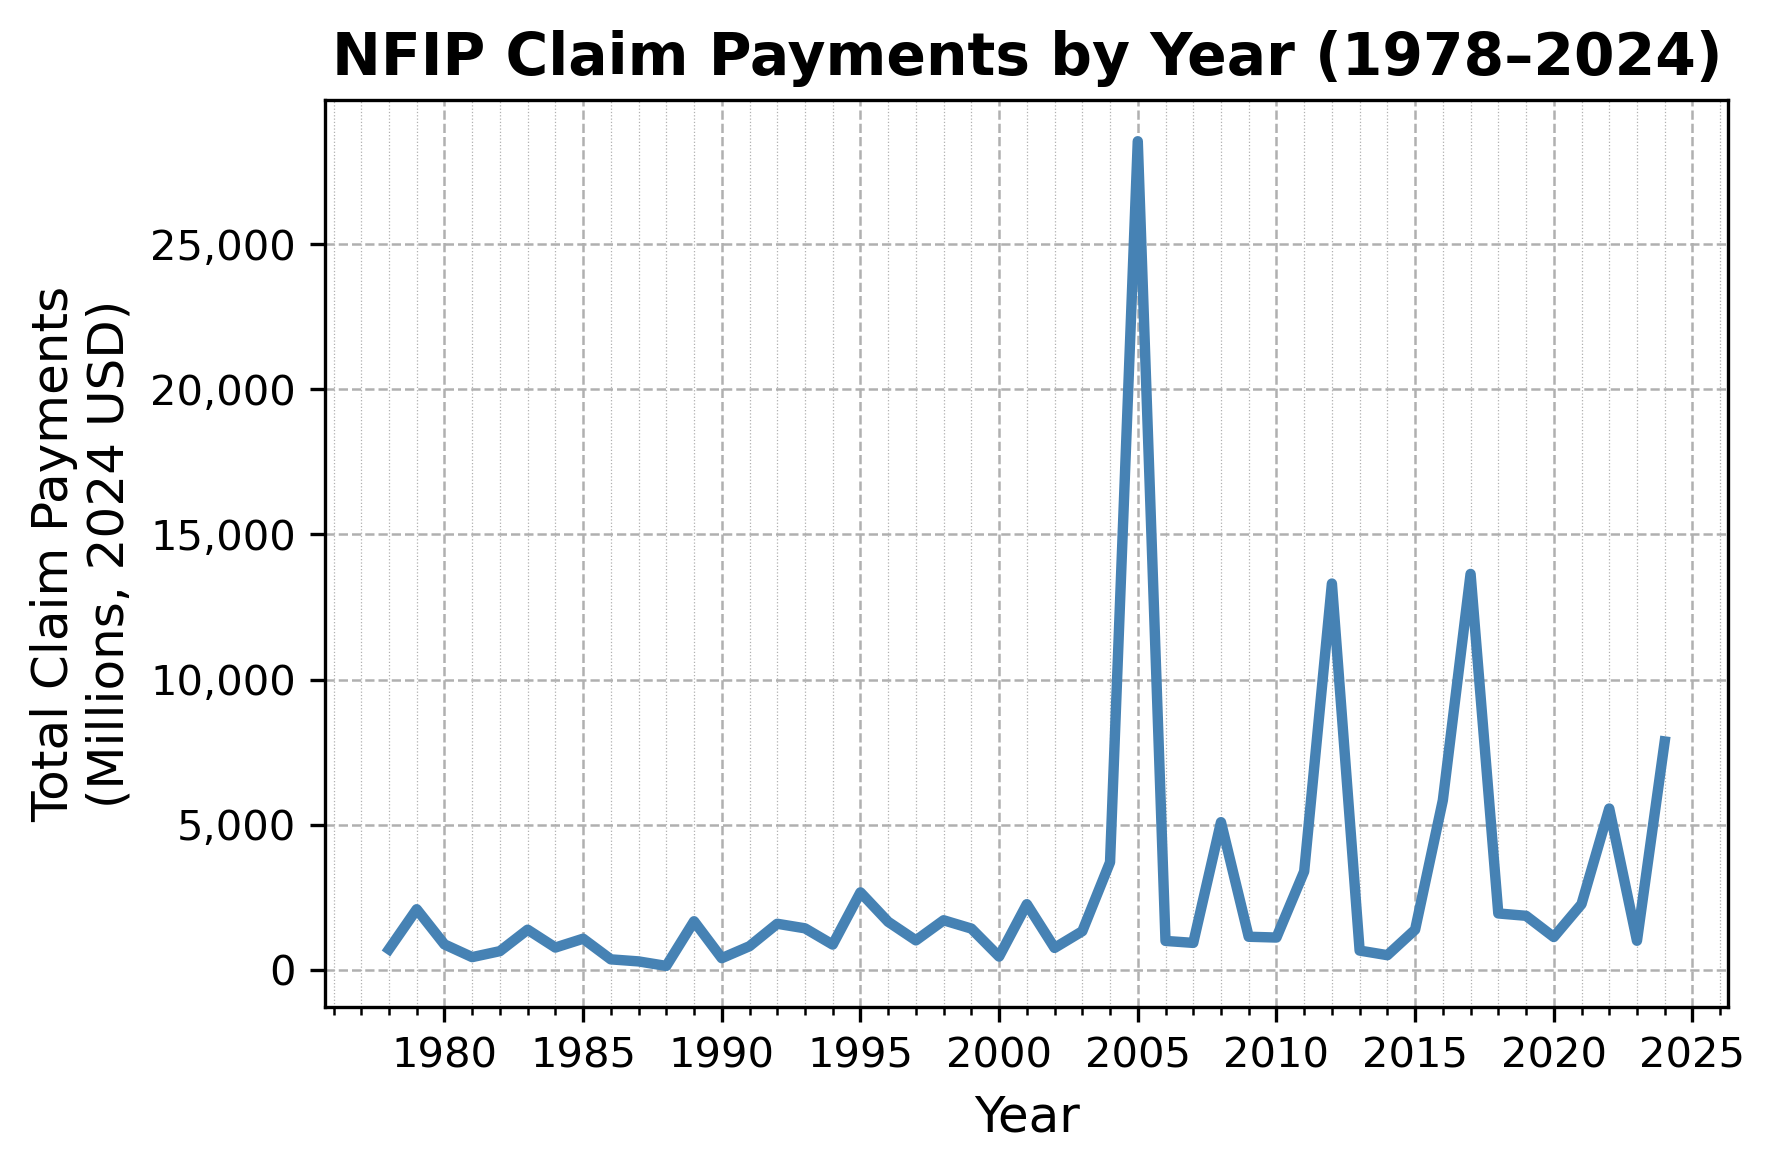 NFIP Claim Payments by Year (1978–2024)
Total Claim Payments
(Millions, 2024 USD)
25,000
20,000
15,000
10,000
5,000
0
1980 1985 1990 1995 2000 2005 2010 2015 2020 2025
Year